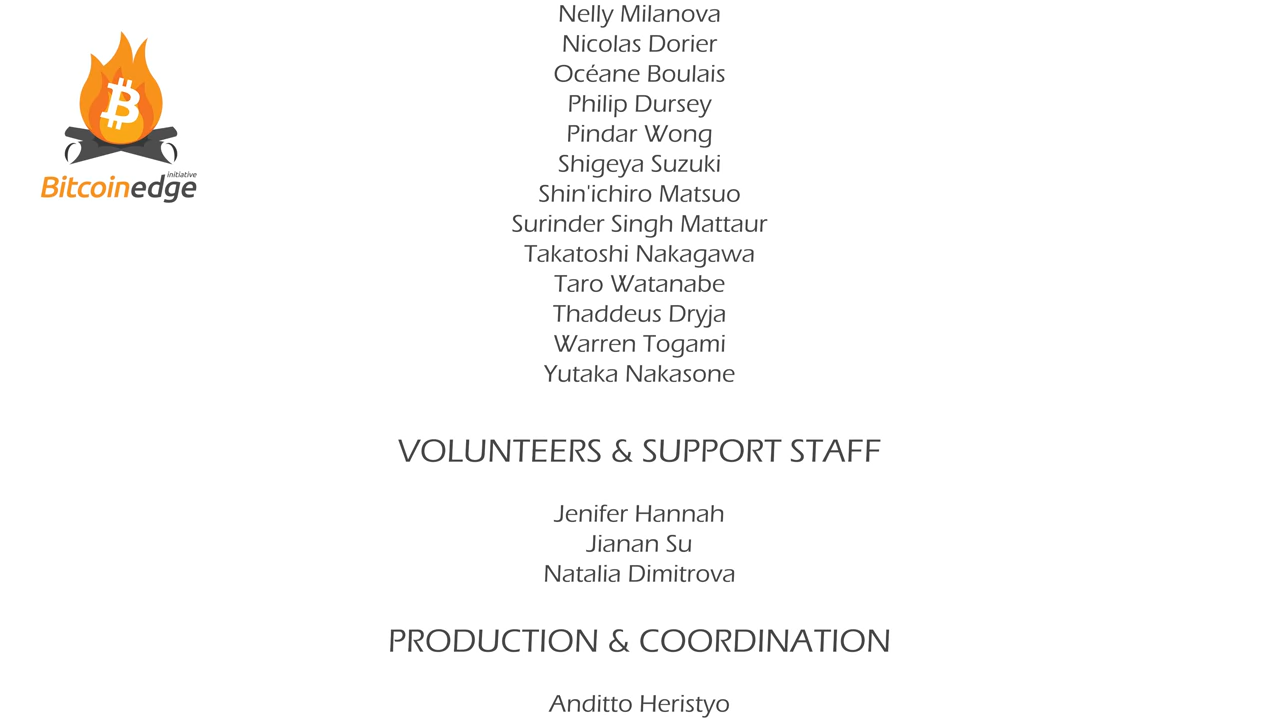 initiative
Bitcoinedge
Nelly Milanova
Nicolas Dorier
Océane Boulais
Philip Dursey
Pindar Wong
Shigeya Suzuki
Shin'ichiro Matsuo
Surinder Singh Mattaur
Takatoshi Nakagawa
Taro Watanabe
Thaddeus Dryja
Warren Togami
Yutaka Nakasone
VOLUNTEERS & SUPPORT STAFF
Jenifer Hannah
Jianan Su
Natalia Dimitrova
PRODUCTION & COORDINATION
Anditto Heristyo